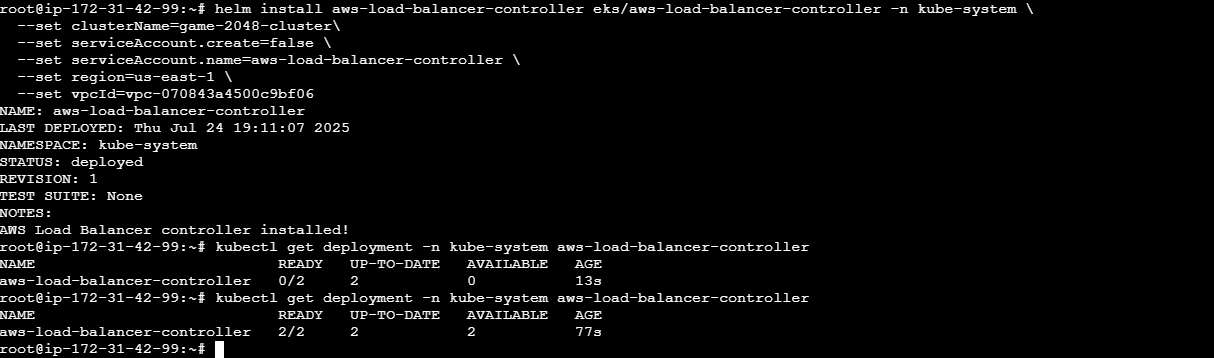 root@ip-172-31-42-99:~# helm install aws-load-balancer-controller eks/aws-load-balancer-controller -n kube-system \
  --set clusterName=game-2048-cluster\
  --set serviceAccount.create=false \
  --set serviceAccount.name=aws-load-balancer-controller \
  --set region=us-east-1 \
  --set vpcId=vpc-070843a4500c9bf06
NAME: aws-load-balancer-controller
LAST DEPLOYED: Thu Jul 24 19:11:07 2025
NAMESPACE: kube-system
STATUS: deployed
REVISION: 1
TEST SUITE: None
NOTES:
AWS Load Balancer controller installed!
root@ip-172-31-42-99:~# kubectl get deployment -n kube-system aws-load-balancer-controller
NAME                           READY   UP-TO-DATE   AVAILABLE   AGE
aws-load-balancer-controller   0/2     2            0           13s
root@ip-172-31-42-99:~# kubectl get deployment -n kube-system aws-load-balancer-controller
NAME                           READY   UP-TO-DATE   AVAILABLE   AGE
aws-load-balancer-controller   2/2     2            2           77s
root@ip-172-31-42-99:~#